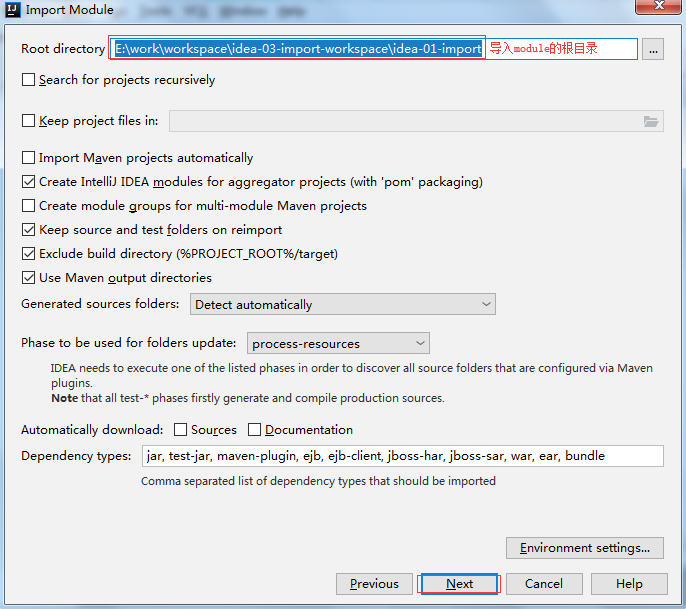 Import Module
Root directory E:\work\workspace\idea-03-import-workspace\idea-01-import 导入module的根目录 ...
Search for projects recursively
Keep project files in:
Import Maven projects automatically
Create IntelliJ IDEA modules for aggregator projects (with 'pom' packaging)
Create module groups for multi-module Maven projects
Keep source and test folders on reimport
Exclude build directory (%PROJECT_ROOT%/target)
Use Maven output directories
Generated sources folders: Detect automatically
Phase to be used for folders update: process-resources
IDEA needs to execute one of the listed phases in order to discover all source folders that are configured via Maven
plugins.
Note that all test-* phases firstly generate and compile production sources.
Automatically download: Sources Documentation
Dependency types: jar, test-jar, maven-plugin, ejb, ejb-client, jboss-har, jboss-sar, war, ear, bundle
Comma separated list of dependency types that should be imported
Environment settings...
Previous Next Cancel Help